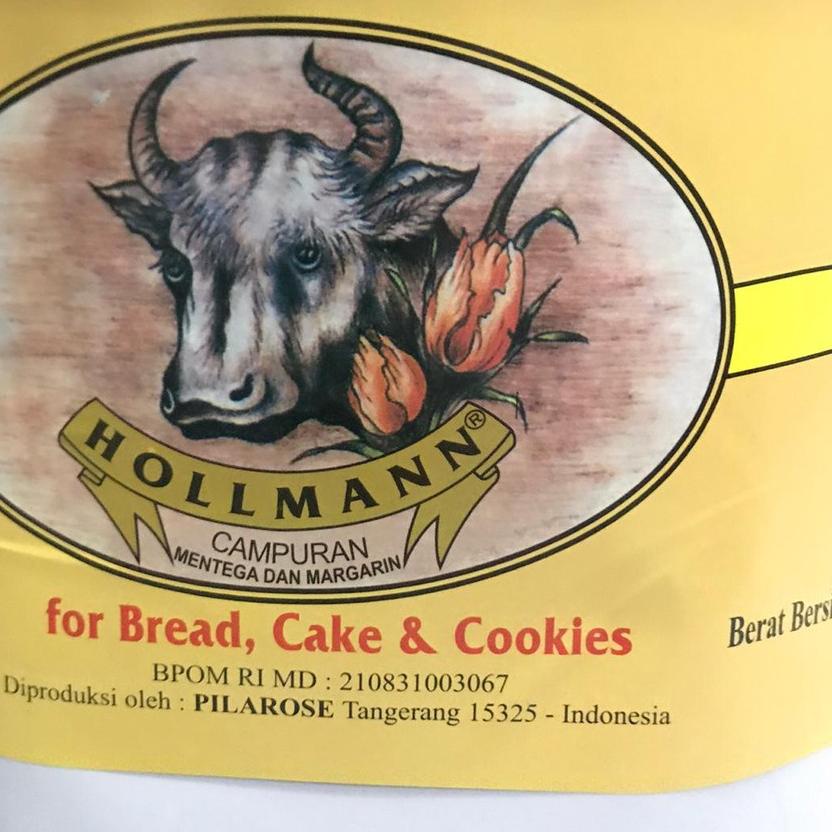 HOLLMANN®
CAMPURAN
MENTEGA DAN MARGARIN
for Bread, Cake & Cookies
Berat
BPOM RI MD : 210831003067
Diproduksi oleh : PILAROSE Tangerang 15325 - Indonesia